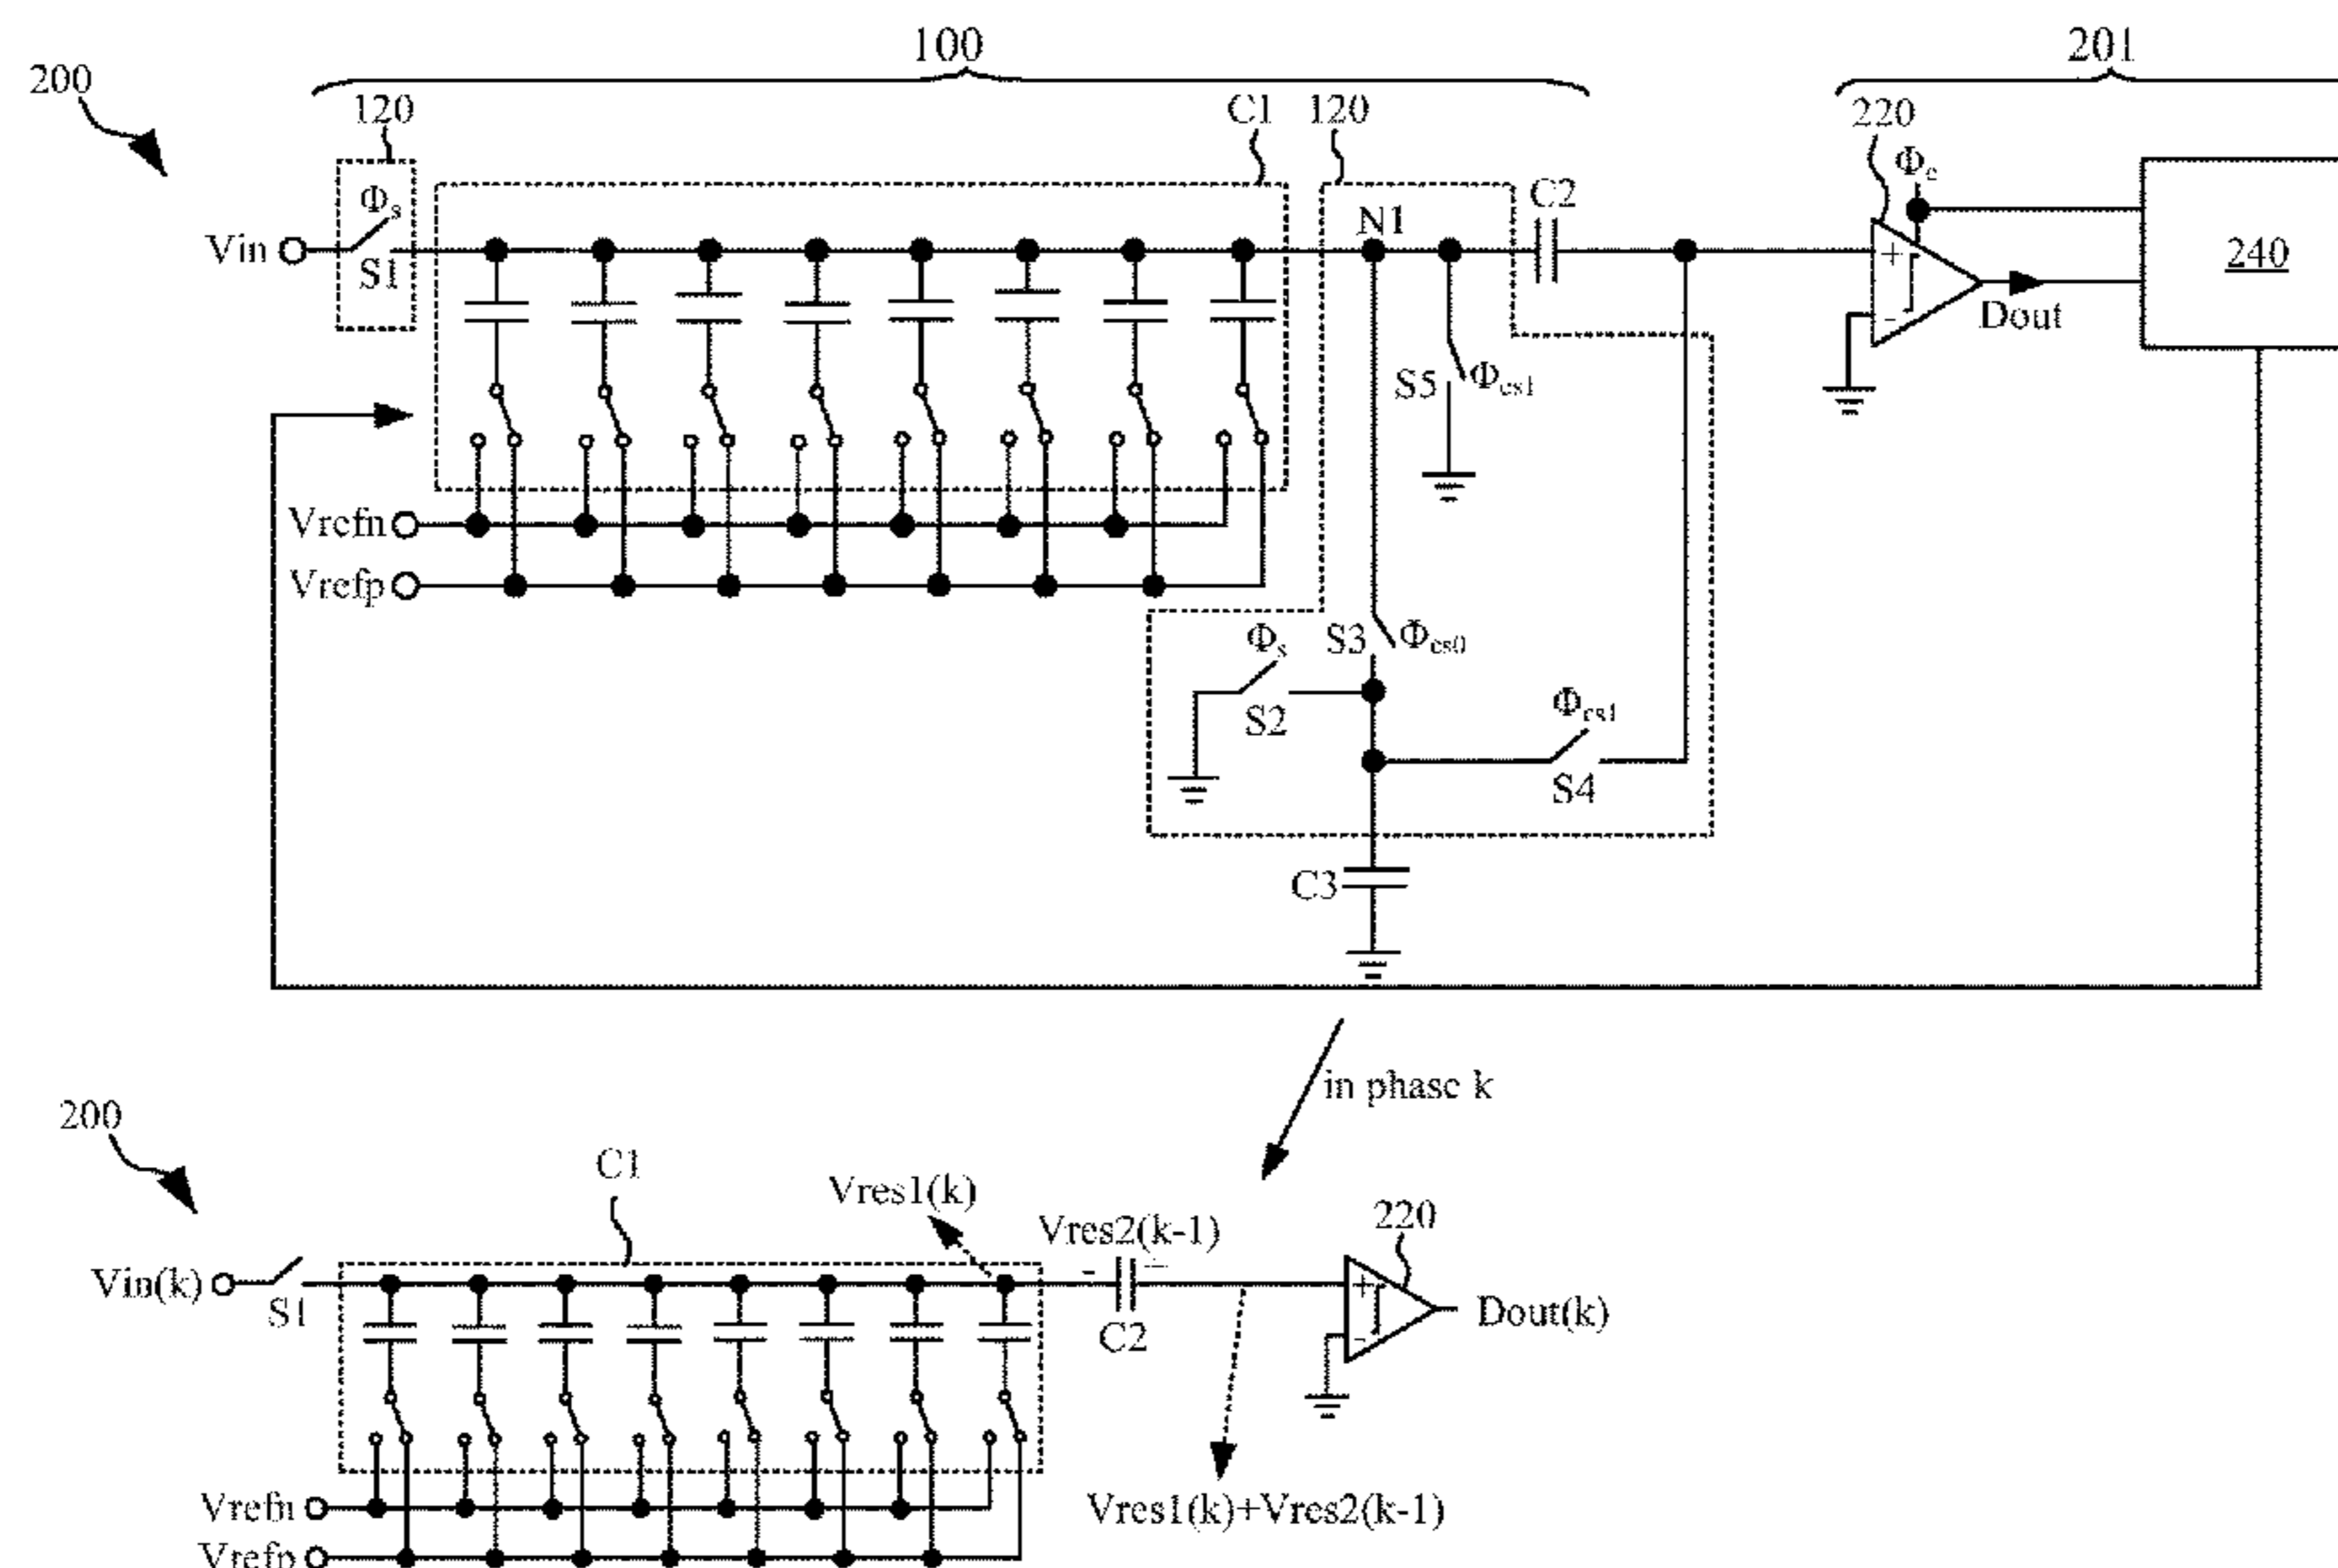 100
201
200
120
C1
120
220
Φs
Φc
N1
C2
Vin
S1
+
-
Dout
240
S5
Φcs1
Vrefn
Vrefp
Φs
S3
Φcs0
S2
Φcs1
S4
C3
in phase k
200
C1
Vres1(k)
Vres2(k-1)
220
Vin(k)
S1
-
+
C2
+
-
Dout(k)
Vrefn
Vres1(k)+Vres2(k-1)
Vrefp